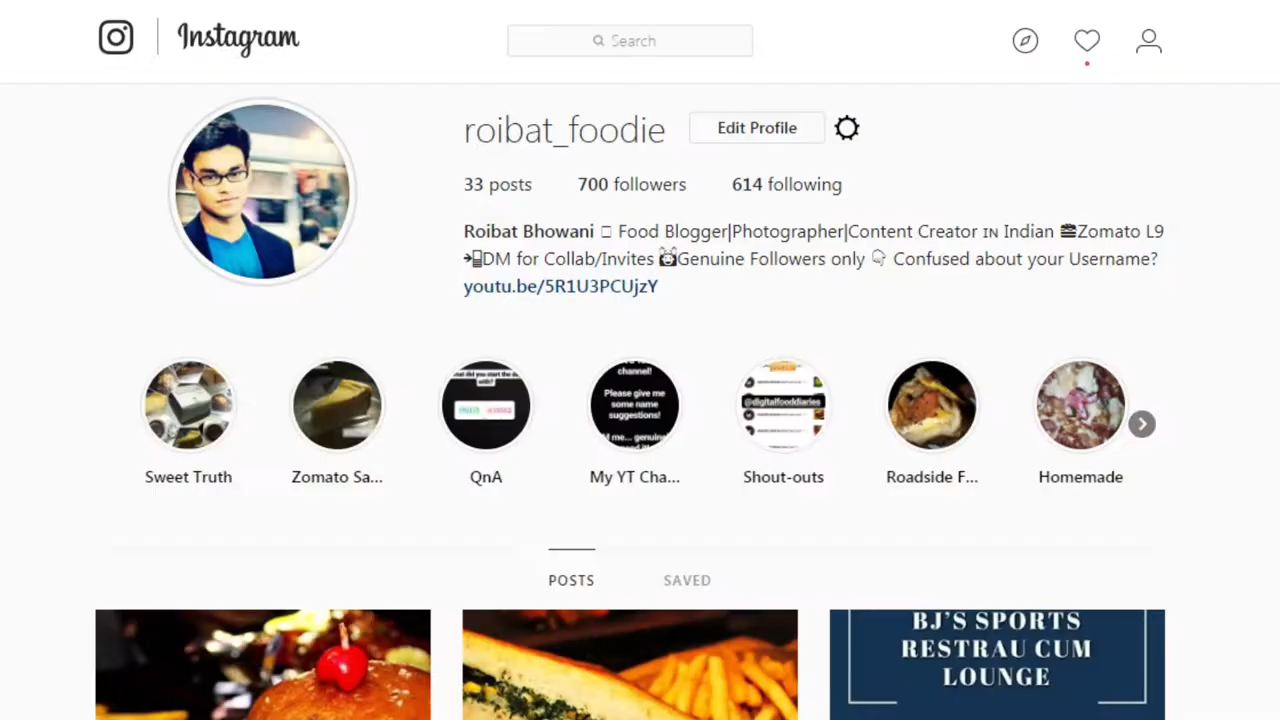 Instagram
Search
roibat_foodie
Edit Profile
33 posts
700 followers
614 following
Roibat Bhowani Food Blogger|Photographer|Content Creator IN Indian Zomato L9
DM for Collab/Invites Genuine Followers only Confused about your Username?
youtu.be/5R1U3PCUjzY
channel!
Please give me
some name
suggestions!
@digitalfooddiaries
Sweet Truth
Zomato Sa...
QnA
My YT Cha...
Shout-outs
Roadside F...
Homemade
POSTS
SAVED
BJ'S SPORTS
RESTRAU CUM
LOUNGE